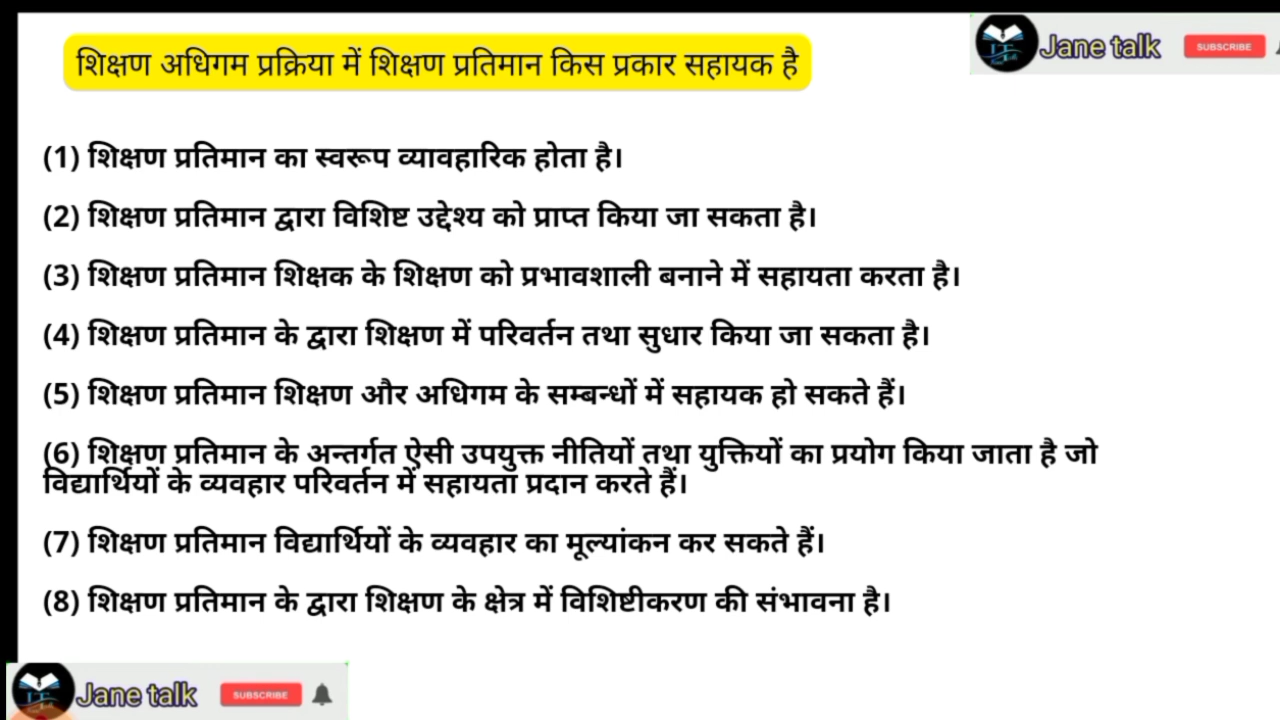 शिक्षण अधिगम प्रक्रिया में शिक्षण प्रतिमान किस प्रकार सहायक है
Jane talk
SUBSCRIBE
(1) शिक्षण प्रतिमान का स्वरूप व्यावहारिक होता है।
(2) शिक्षण प्रतिमान द्वारा विशिष्ट उद्देश्य को प्राप्त किया जा सकता है।
(3) शिक्षण प्रतिमान शिक्षक के शिक्षण को प्रभावशाली बनाने में सहायता करता है।
(4) शिक्षण प्रतिमान के द्वारा शिक्षण में परिवर्तन तथा सुधार किया जा सकता है।
(5) शिक्षण प्रतिमान शिक्षण और अधिगम के सम्बन्धों में सहायक हो सकते हैं।
(6) शिक्षण प्रतिमान के अन्तर्गत ऐसी उपयुक्त नीतियों तथा युक्तियों का प्रयोग किया जाता है जो
विद्यार्थियों के व्यवहार परिवर्तन में सहायता प्रदान करते हैं।
(7) शिक्षण प्रतिमान विद्यार्थियों के व्यवहार का मूल्यांकन कर सकते हैं।
(8) शिक्षण प्रतिमान के द्वारा शिक्षण के क्षेत्र में विशिष्टीकरण की संभावना है।
Jane talk
SUBSCRIBE